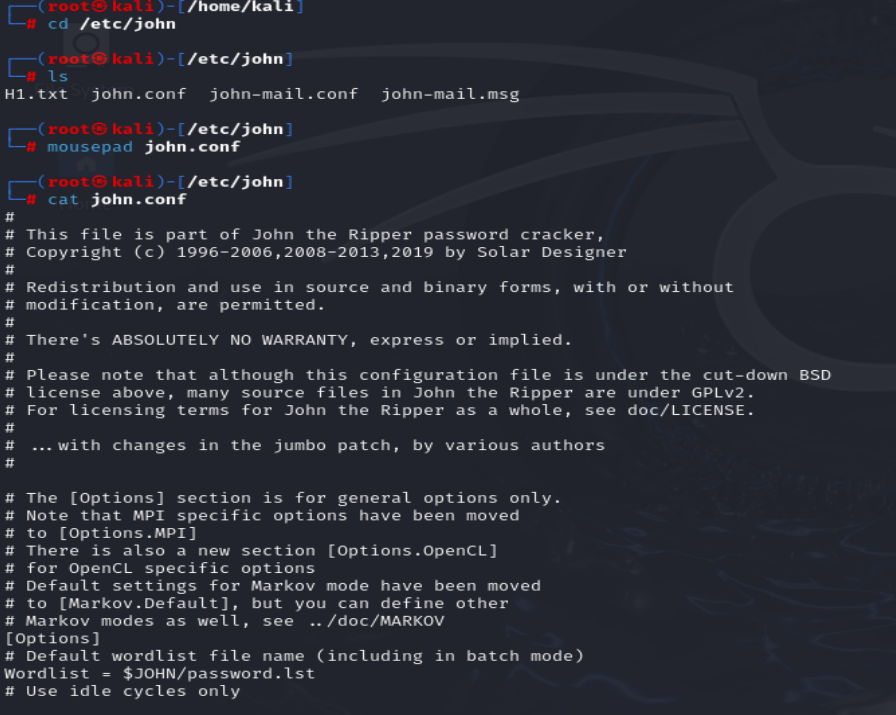 ┌──(root㉿kali)-[/home/kali]
└─# cd /etc/john
┌──(root㉿kali)-[/etc/john]
└─# ls
H1.txt  john.conf  john-mail.conf  john-mail.msg
┌──(root㉿kali)-[/etc/john]
└─# mousepad john.conf
┌──(root㉿kali)-[/etc/john]
└─# cat john.conf
#
# This file is part of John the Ripper password cracker,
# Copyright (c) 1996-2006,2008-2013,2019 by Solar Designer
#
# Redistribution and use in source and binary forms, with or without
# modification, are permitted.
#
# There's ABSOLUTELY NO WARRANTY, express or implied.
#
# Please note that although this configuration file is under the cut-down BSD
# license above, many source files in John the Ripper are under GPLv2.
# For licensing terms for John the Ripper as a whole, see doc/LICENSE.
#
# ...with changes in the jumbo patch, by various authors
#
# The [Options] section is for general options only.
# Note that MPI specific options have been moved
# to [Options.MPI]
# There is also a new section [Options.OpenCL]
# for OpenCL specific options
# Default settings for Markov mode have been moved
# to [Markov.Default], but you can define other
# Markov modes as well, see ../doc/MARKOV
[Options]
# Default wordlist file name (including in batch mode)
Wordlist = $JOHN/password.lst
# Use idle cycles only